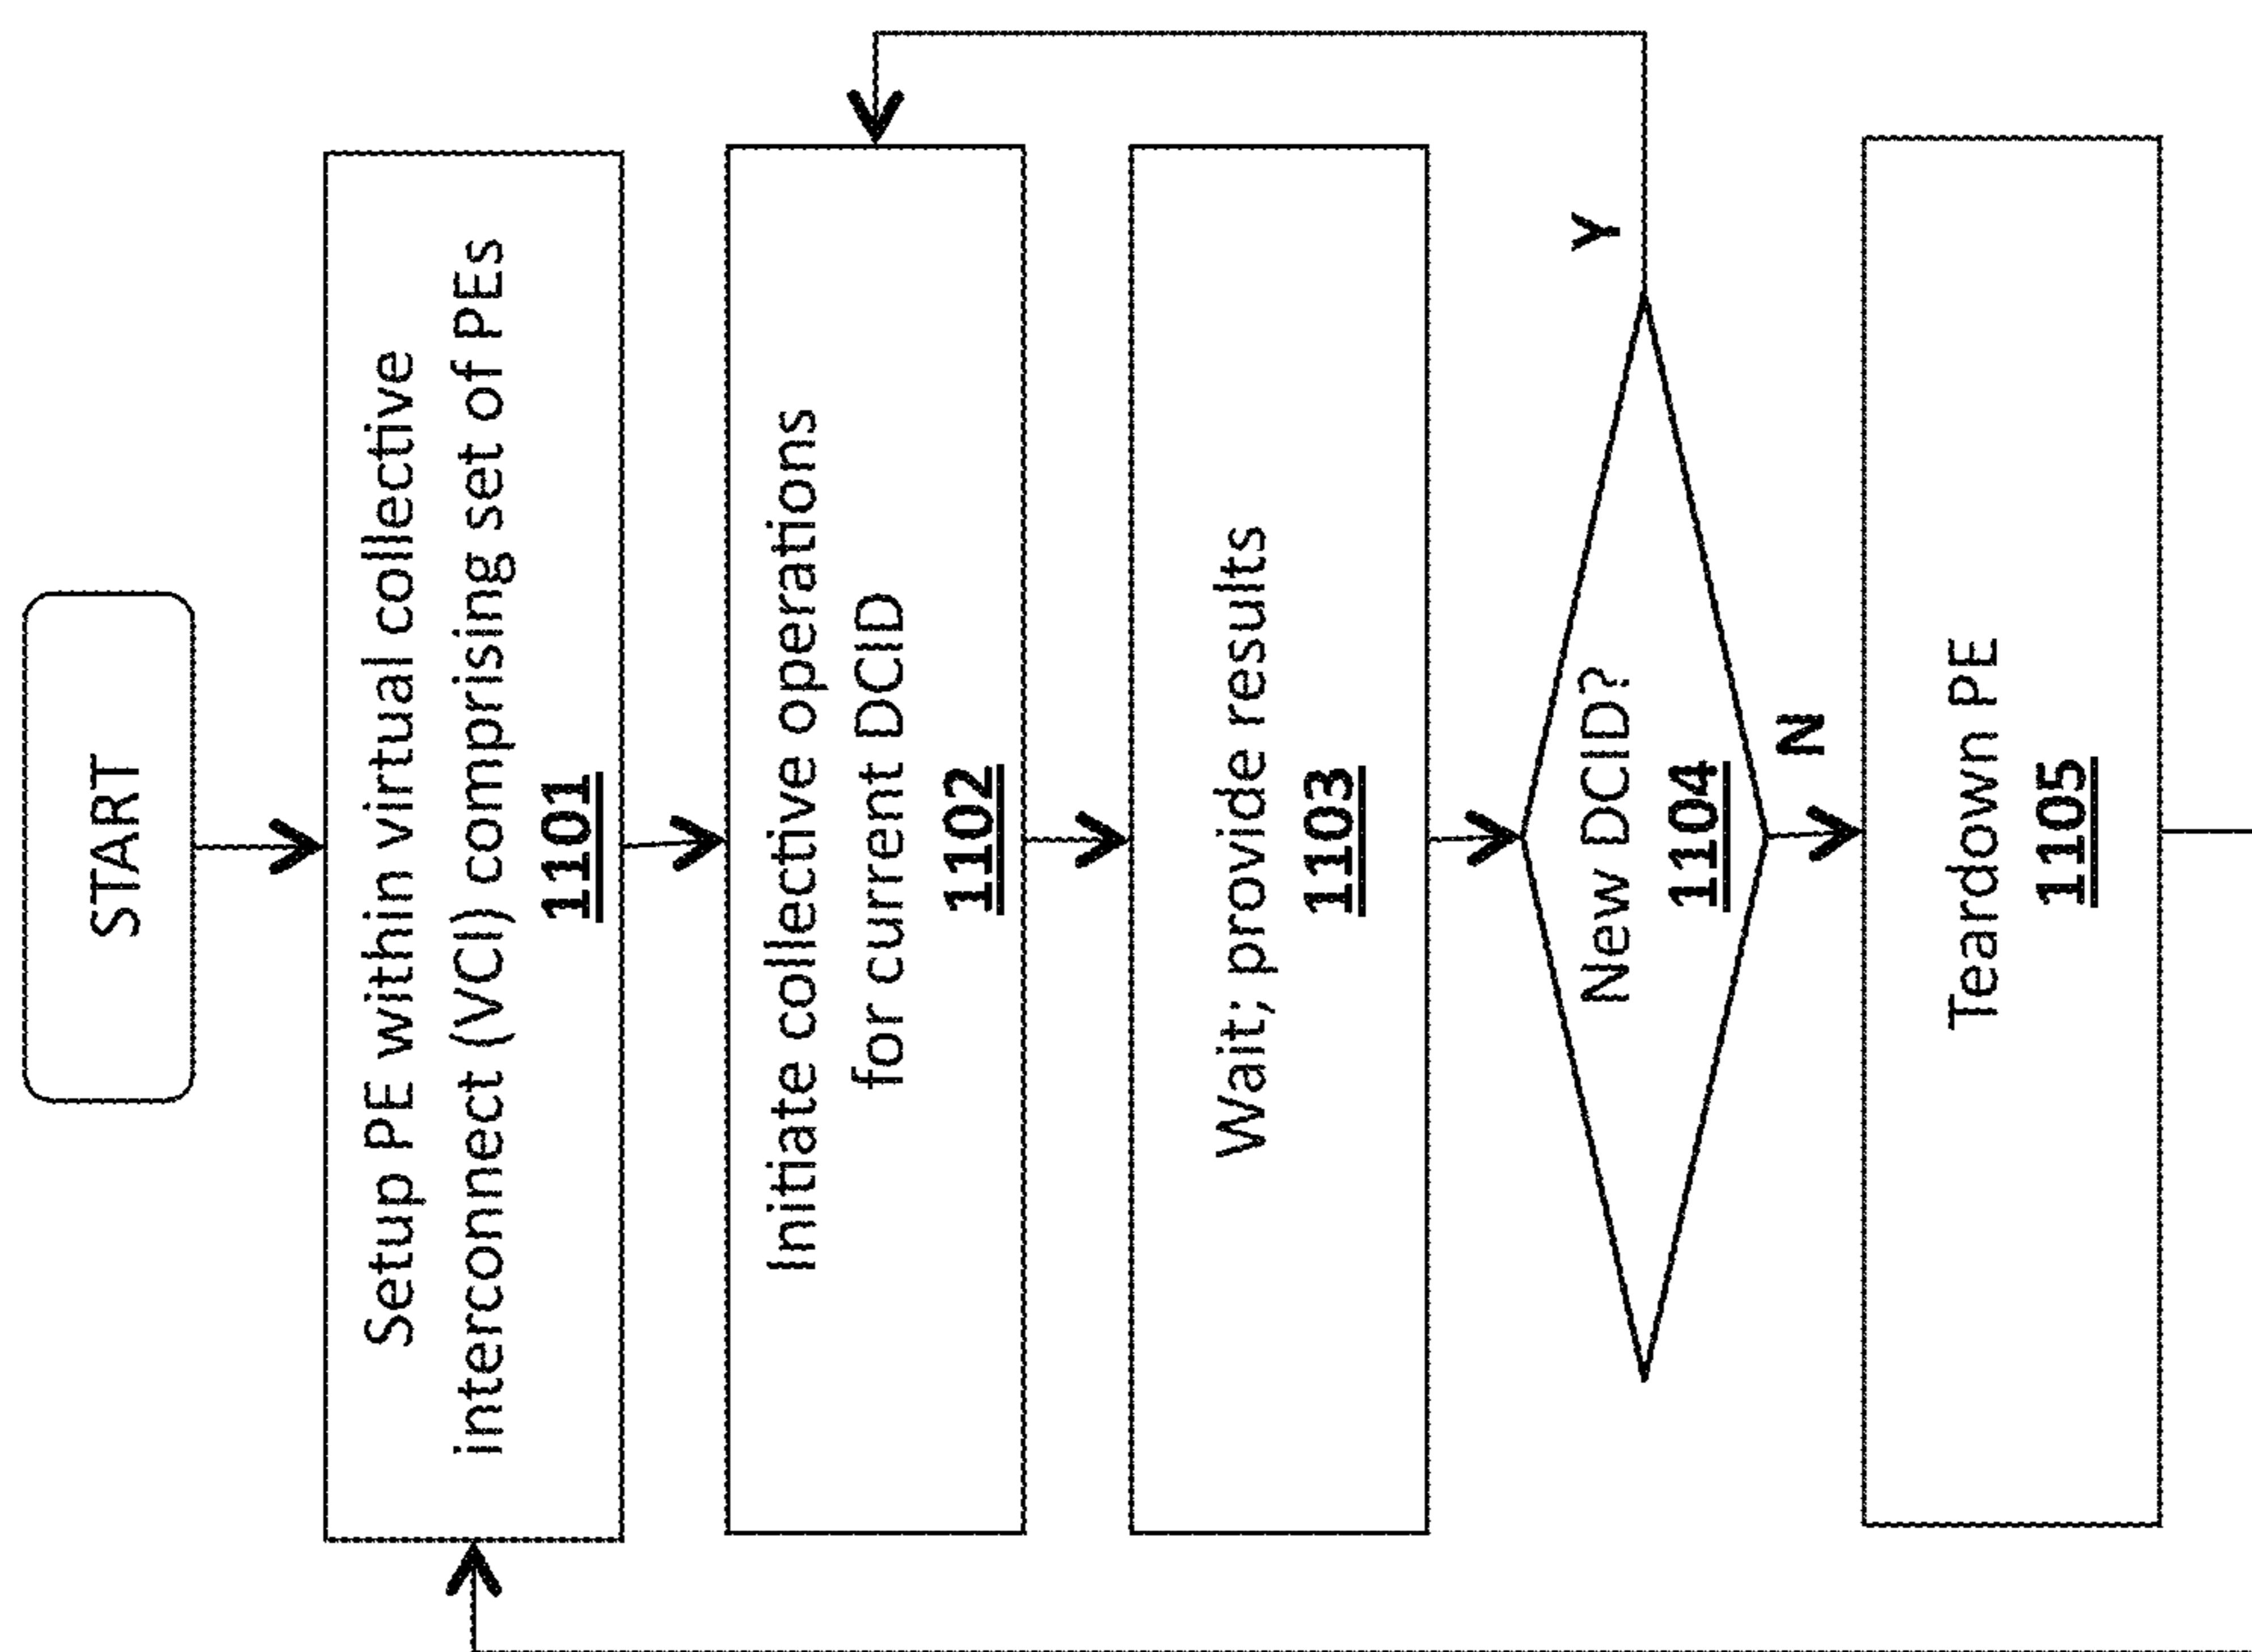 START
Setup PE within virtual collective
interconnect (VCI) comprising set of PEs
1101
Initiate collective operations
for current DCID
1102
Wait; provide results
1103
New DCID?
1104
Y
N
Teardown PE
1105